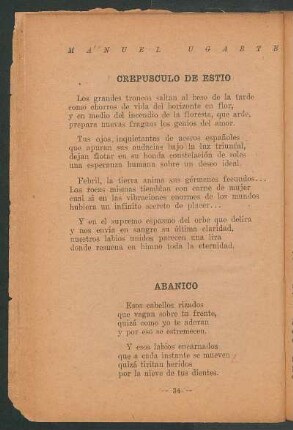 MANUEL UGARTE
CREPUSCULO DE ESTIO
Los grandes troncos saltan al beso de la tarde
como chorros de vida del horizonte en flor,
y en medio del incendio de la floresta, que arde,
prepara nuevas fraguas los genios del amor.
Tus ojos, inquietantes de noches españoles
que apuran sus audacias bajo la luz triunfal,
dejan flotar en su honda constelación de soles
una esperanza humana sobre un deseo ideal.
Febril, la tierra anima sus gérmenes fecundos...
Las rocas mismas tiemblan con carne de mujer
cual si en las vibraciones enormes de los mundos
hubiera un infinito secreto de placer...
Y en el supremo espasmo del orbe que delira
y nos envía en sangre su última claridad,
nuestros labios unidos parecen una lira
donde resuena en himno toda la eternidad.
ABANICO
Esos cabellos rizados
que vagan sobre tu frente,
quizá como yo te adoran
y por eso se estremecen.
Y esos labios encarnados
que a cada instante se mueven
quizá tiritan heridos
por la nieve de tus dientes.
— 34 —